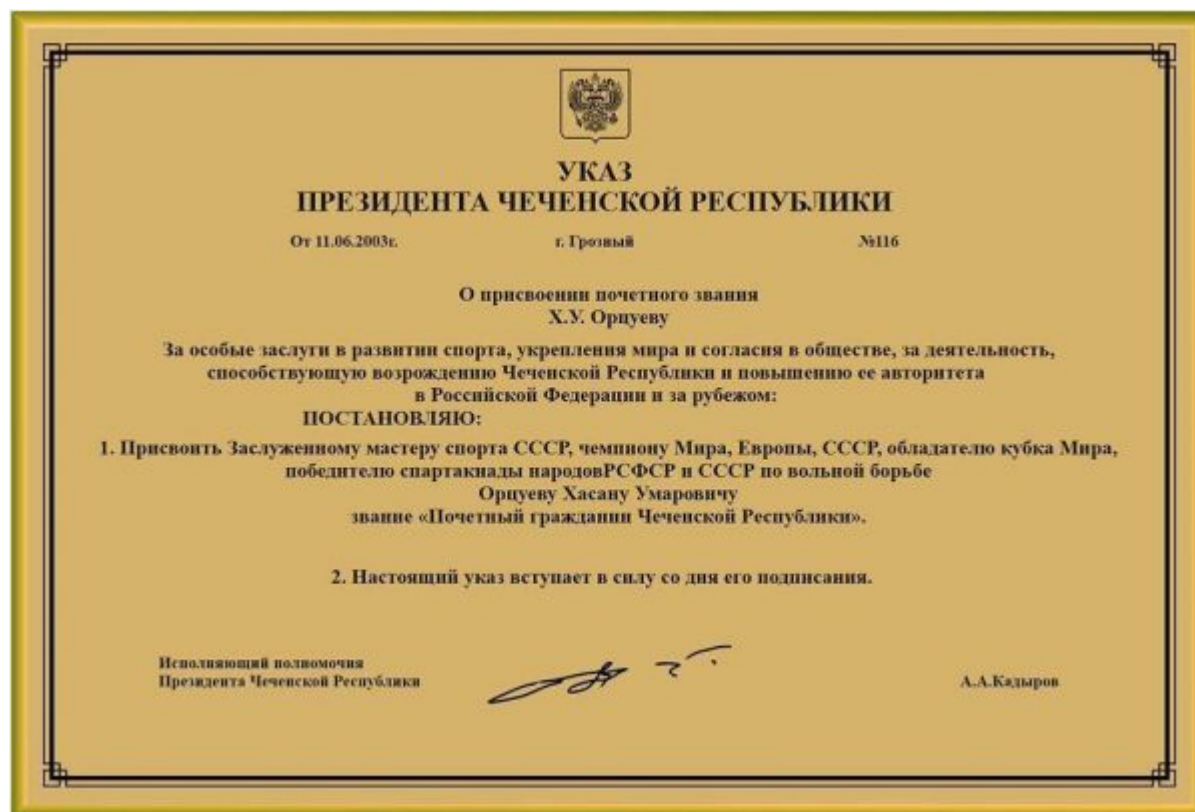 УКАЗ
ПРЕЗИДЕНТА ЧЕЧЕНСКОЙ РЕСПУБЛИКИ
От 11.06.2003г. г. Грозный №116
О присвоении почетного звания
Х.У. Орцуеву
За особые заслуги в развитии спорта, укрепления мира и согласия в обществе, за деятельность,
способствующую возрождению Чеченской Республики и повышению ее авторитета
в Российской Федерации и за рубежом:
ПОСТАНОВЛЯЮ:
1. Присвоить Заслуженному мастеру спорта СССР, чемпиону Мира, Европы, СССР, обладателю кубка Мира,
победителю спартакиады народовРСФСР и СССР по вольной борьбе
Орцуеву Хасану Умаровичу
звание «Почетный гражданин Чеченской Республики».
2. Настоящий указ вступает в силу со дня его подписания.
Исполняющий полномочия
Президента Чеченской Республики А.А.Кадыров